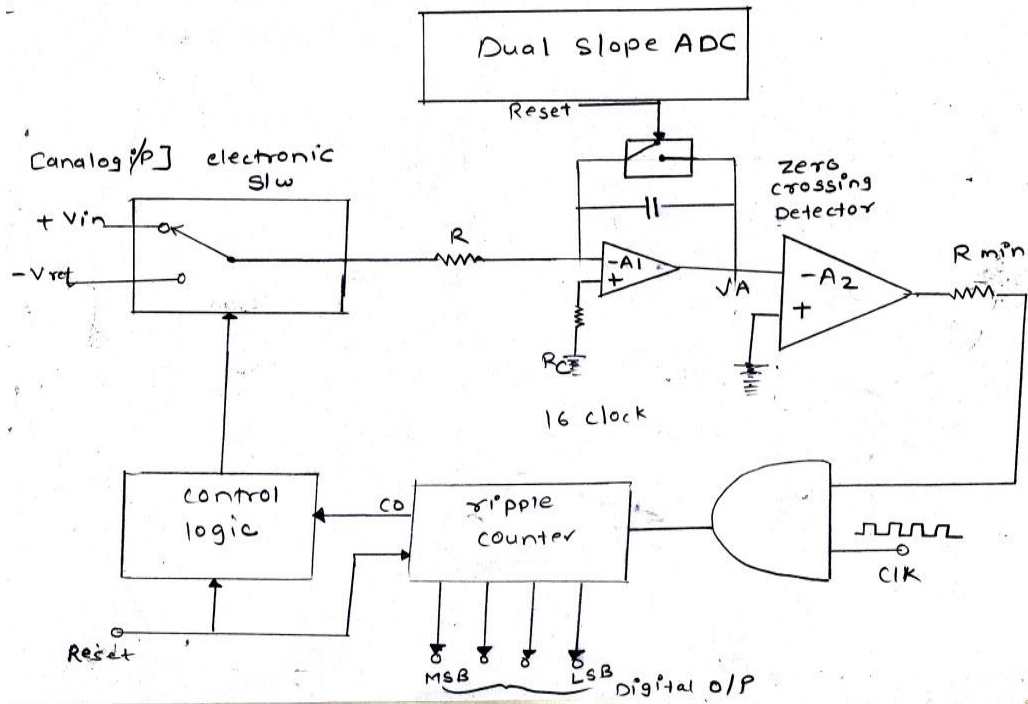 Dual Slope ADC
Reset
[analog i/p] electronic
S/w
+ Vin
- Vref
R
-A1
+
Rc
VA
zero
crossing
Detector
-A2
+
R min
16 clock
control
logic
CO
ripple
counter
Clk
Reset
MSB
LSB
Digital O/P